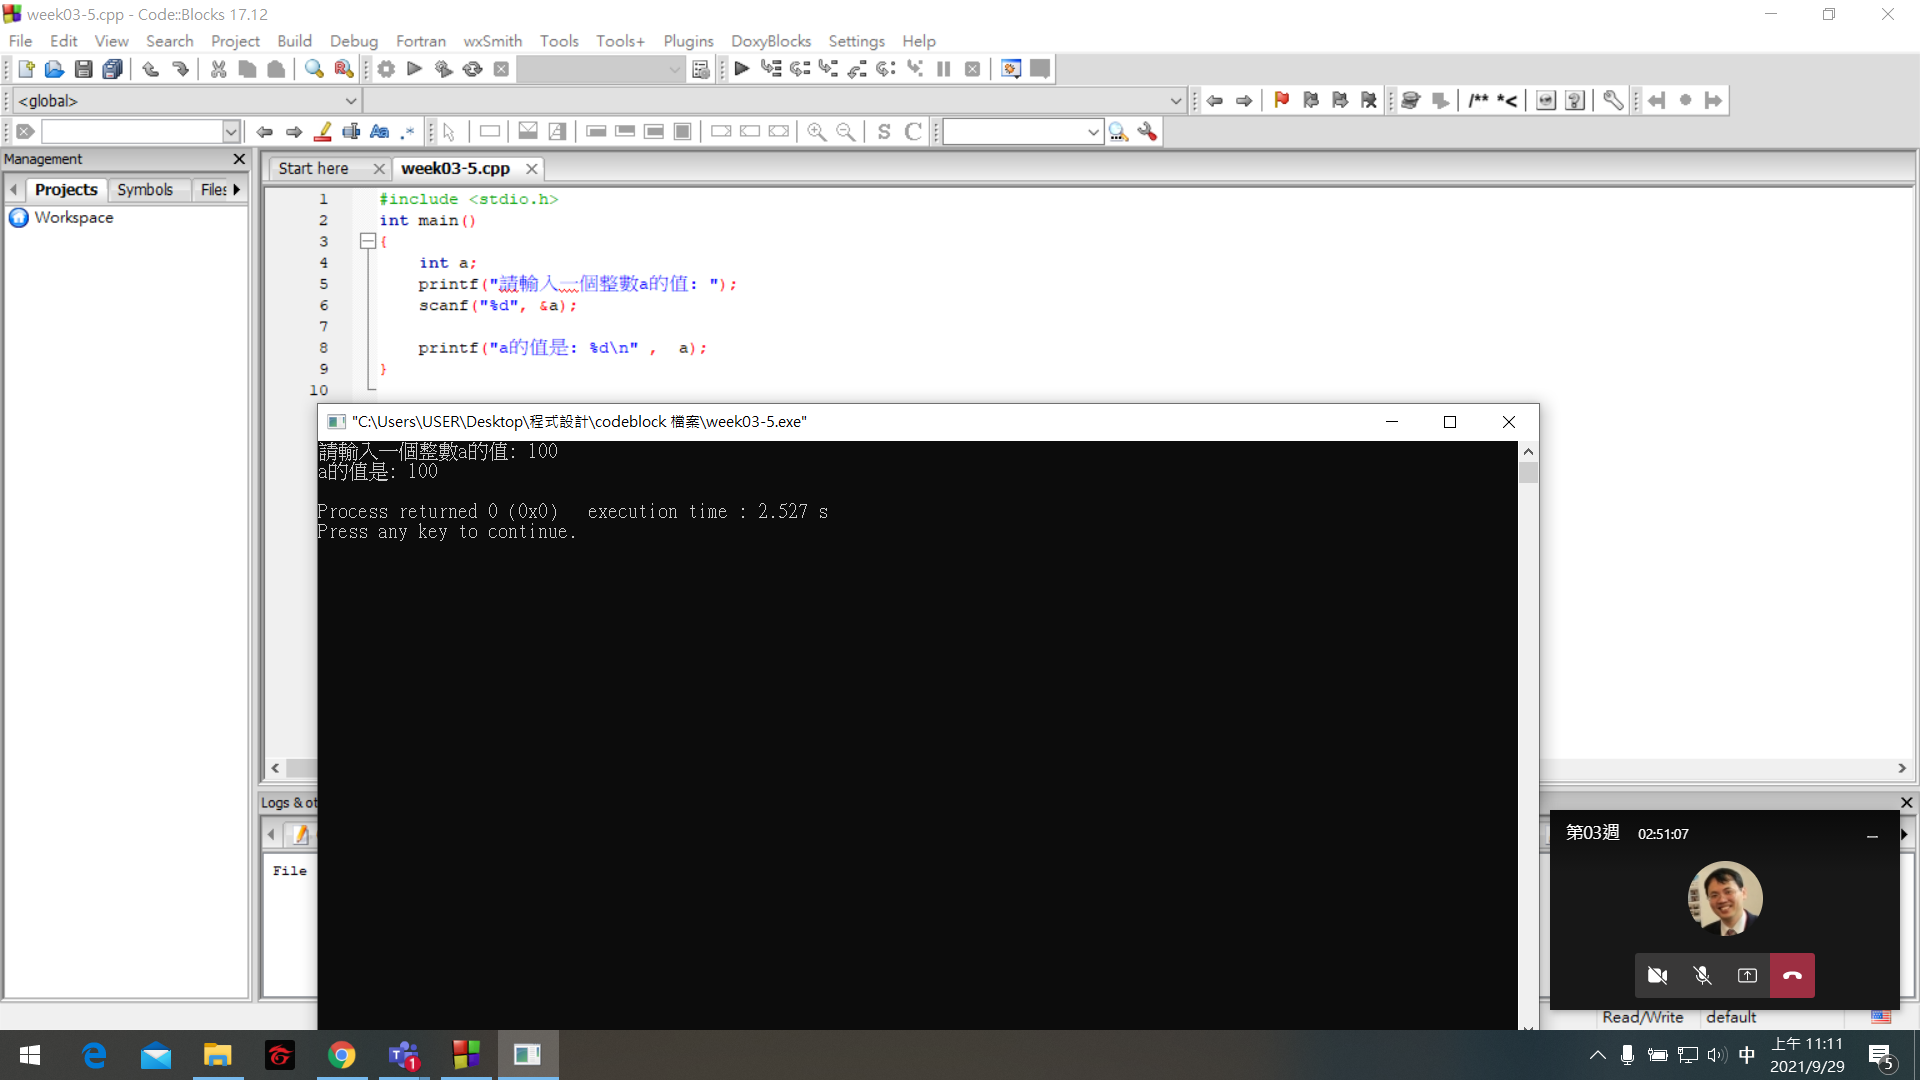 week03-5.cpp - Code::Blocks 17.12
File Edit View Search Project Build Debug Fortran wxSmith Tools Tools+ Plugins DoxyBlocks Settings Help
<global>
/** *<
S C
Management
Projects Symbols Files
Workspace
Start here week03-5.cpp
1 #include <stdio.h>
2 int main()
3 {
4 int a;
5 printf("請輸入一個整數a的值: ");
6 scanf("%d", &a);
7
8 printf("a的值是: %d\n" ,  a);
9 }
10
"C:\Users\USER\Desktop\程式設計\codeblock 檔案\week03-5.exe"
請輸入一個整數a的值: 100
a的值是: 100
Process returned 0 (0x0)   execution time : 2.527 s
Press any key to continue.
Logs & ot
File
第03週 02:51:07
Read/Write default
中
上午 11:11
2021/9/29
5
1